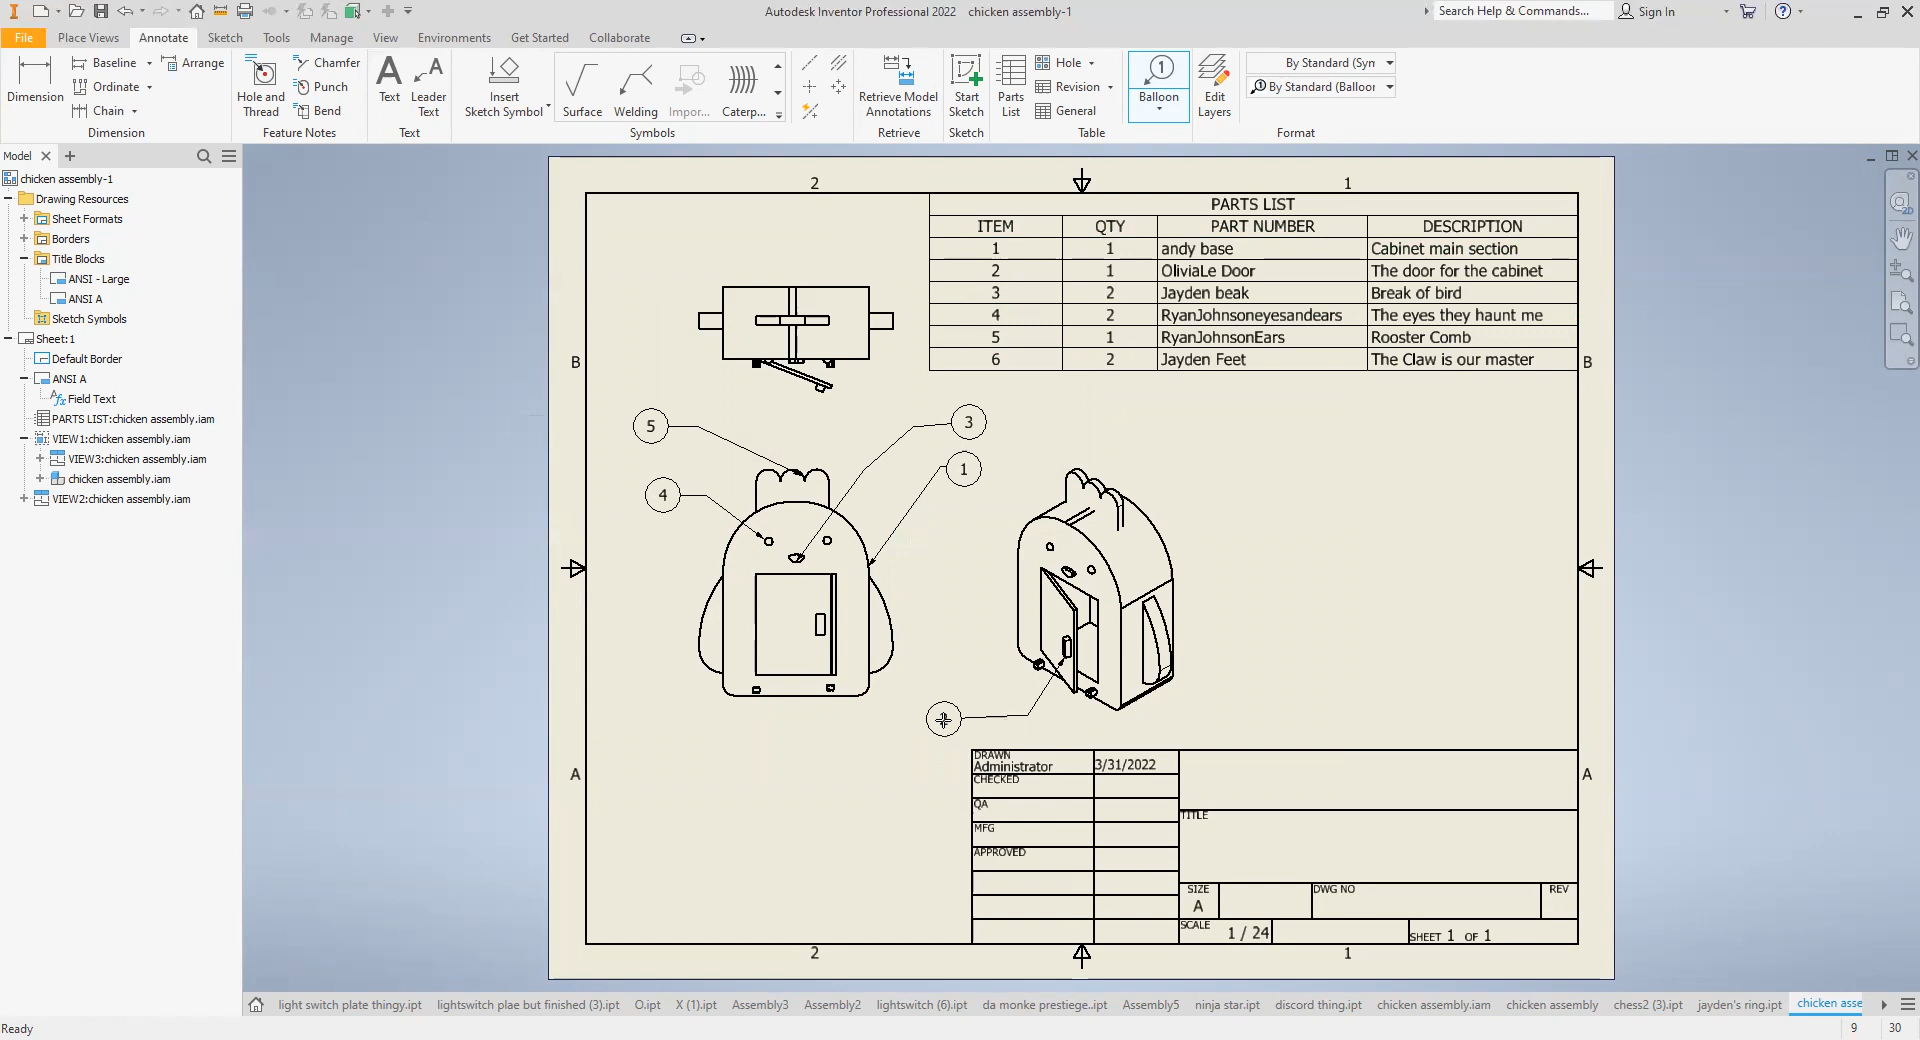 Autodesk Inventor Professional 2022 chicken assembly-1
Search Help & Commands...
Sign In
File Place Views Annotate Sketch Tools Manage View Environments Get Started Collaborate
Dimension
Baseline
Ordinate
Chain
Arrange
Dimension
Hole and Thread
Chamfer
Punch
Bend
Feature Notes
Text
Leader Text
Text
Insert Sketch Symbol
Surface
Welding
Impor...
Caterp...
Symbols
Retrieve Model Annotations
Retrieve
Start Sketch
Sketch
Parts List
Hole
Revision
General
Table
Balloon
Edit Layers
By Standard (Syn
By Standard (Balloon
Format
Model
chicken assembly-1
Drawing Resources
Sheet Formats
Borders
Title Blocks
ANSI - Large
ANSI A
Sketch Symbols
Sheet:1
Default Border
ANSI A
Field Text
PARTS LIST:chicken assembly.iam
VIEW1:chicken assembly.iam
VIEW3:chicken assembly.iam
chicken assembly.iam
VIEW2:chicken assembly.iam
2 1
PARTS LIST
ITEM QTY PART NUMBER DESCRIPTION
1 1 andy base Cabinet main section
2 1 OliviaLe Door The door for the cabinet
3 2 Jayden beak Break of bird
4 2 RyanJohnsoneyesandears The eyes they haunt me
5 1 RyanJohnsonEars Rooster Comb
6 2 Jayden Feet The Claw is our master
B B
5
3
1
4
A A
DRAWN
Administrator 3/31/2022
CHECKED
QA
MFG
APPROVED
TITLE
SIZE
A
DWG NO
REV
SCALE
1 / 24
SHEET 1 OF 1
2 1
light switch plate thingy.ipt lightswitch plae but finished (3).ipt O.ipt X (1).ipt Assembly3 Assembly2 lightswitch (6).ipt da monke prestiege..ipt Assembly5 ninja star.ipt discord thing.ipt chicken assembly.iam chicken assembly chess2 (3).ipt jayden's ring.ipt chicken asse
Ready
9 30